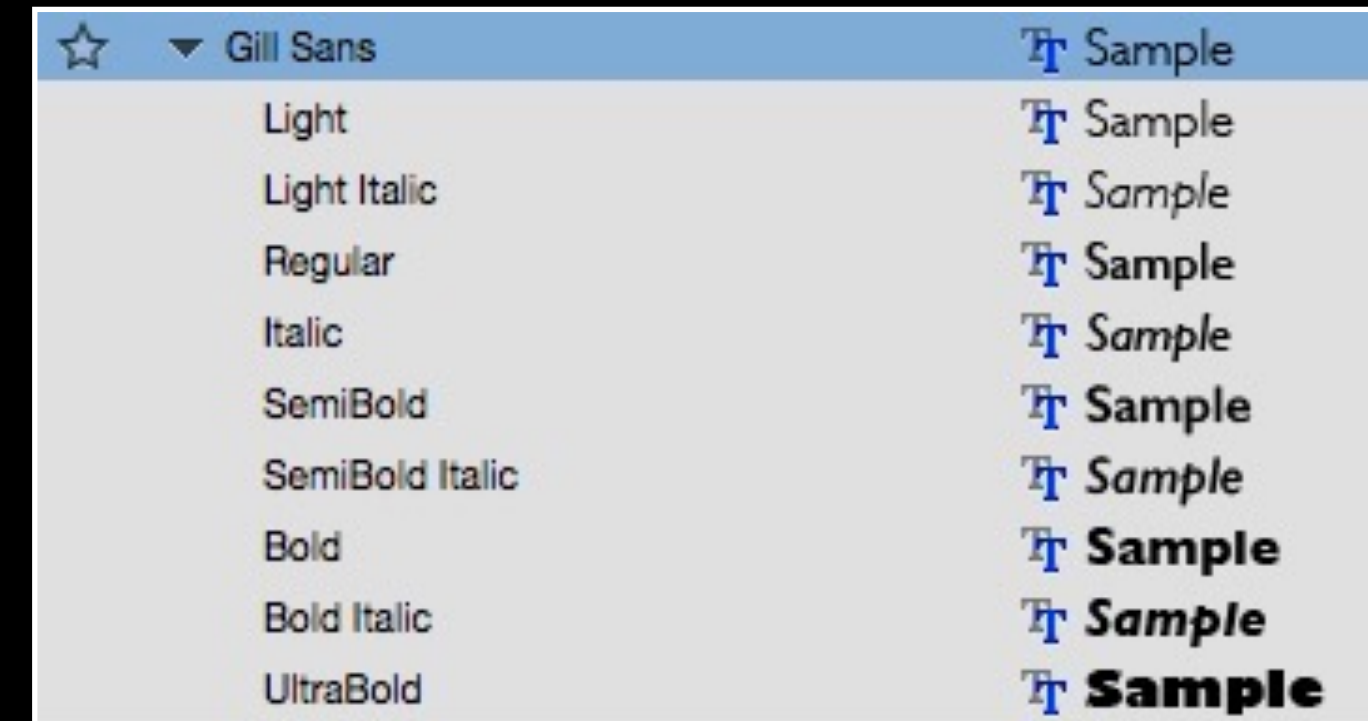 Gill Sans Sample
Light Sample
Light Italic Sample
Regular Sample
Italic Sample
SemiBold Sample
SemiBold Italic Sample
Bold Sample
Bold Italic Sample
UltraBold Sample